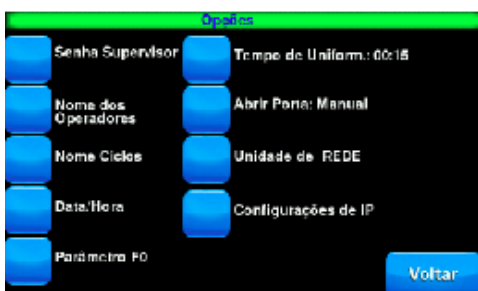 Opções
Senha Supervisor
Tempo de Uniform.: 00:15
Nome dos
Operadores
Abrir Porta: Manual
Nome Ciclos
Unidade de REDE
Data/Hora
Configurações de IP
Parâmetro F0
Voltar